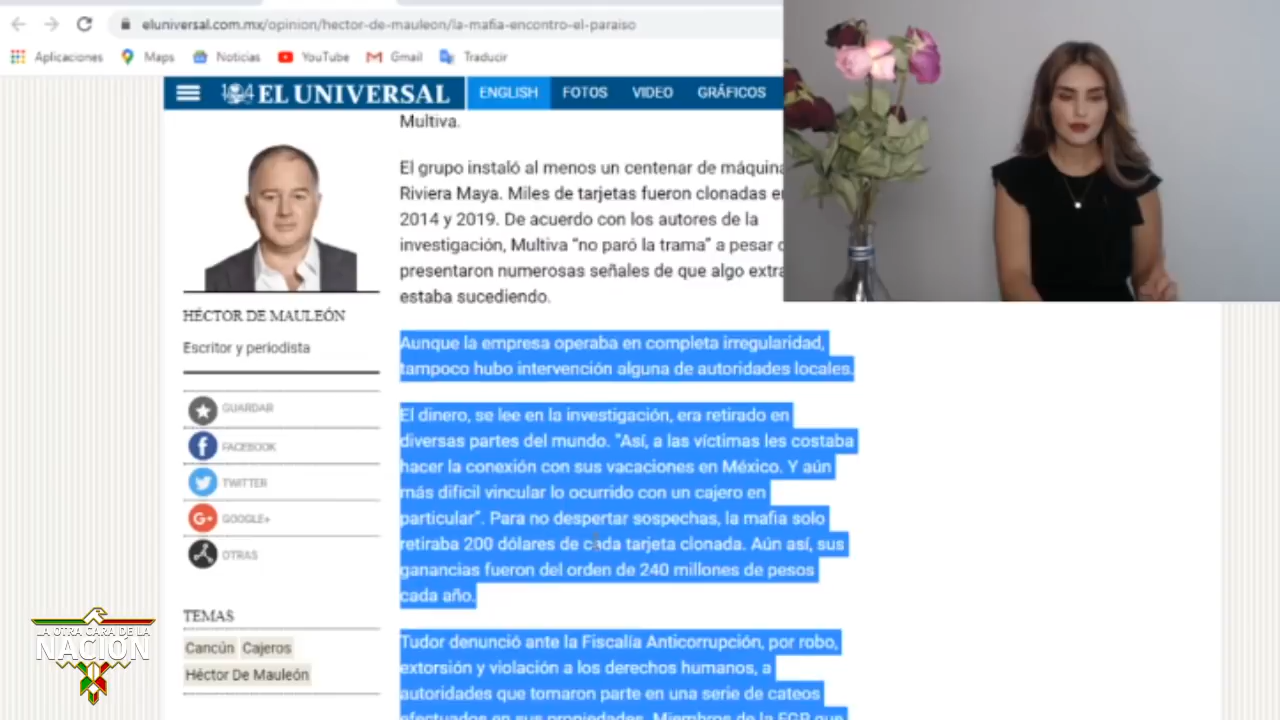 eluniversal.com.mx/opinion/hector-de-mauleon/la-mafia-encontro-el-paraiso
Aplicaciones Maps Noticias YouTube Gmail Traducir
EL UNIVERSAL
ENGLISH FOTOS VIDEO GRÁFICOS
Multiva.
El grupo instaló al menos un centenar de máquina
Riviera Maya. Miles de tarjetas fueron clonadas e
2014 y 2019. De acuerdo con los autores de la
investigación, Multiva “no paró la trama” a pesar
presentaron numerosas señales de que algo extra
estaba sucediendo.
Aunque la empresa operaba en completa irregularidad,
tampoco hubo intervención alguna de autoridades locales.
El dinero, se lee en la investigación, era retirado en
diversas partes del mundo. “Así, a las víctimas les costaba
hacer la conexión con sus vacaciones en México. Y aún
más difícil vincular lo ocurrido con un cajero en
particular”. Para no despertar sospechas, la mafia solo
retiraba 200 dólares de cada tarjeta clonada. Aún así, sus
ganancias fueron del orden de 240 millones de pesos
cada año.
Tudor denunció ante la Fiscalía Anticorrupción, por robo,
extorsión y violación a los derechos humanos, a
autoridades que tomaron parte en una serie de cateos
efectuados en sus propiedades. Miembros de la FGR que
HÉCTOR DE MAULEÓN
Escritor y periodista
GUARDAR
FACEBOOK
TWITTER
GOOGLE+
OTRAS
TEMAS
Cancún Cajeros
Héctor De Mauleón
LA OTRA CARA DE LA
NACIÓN